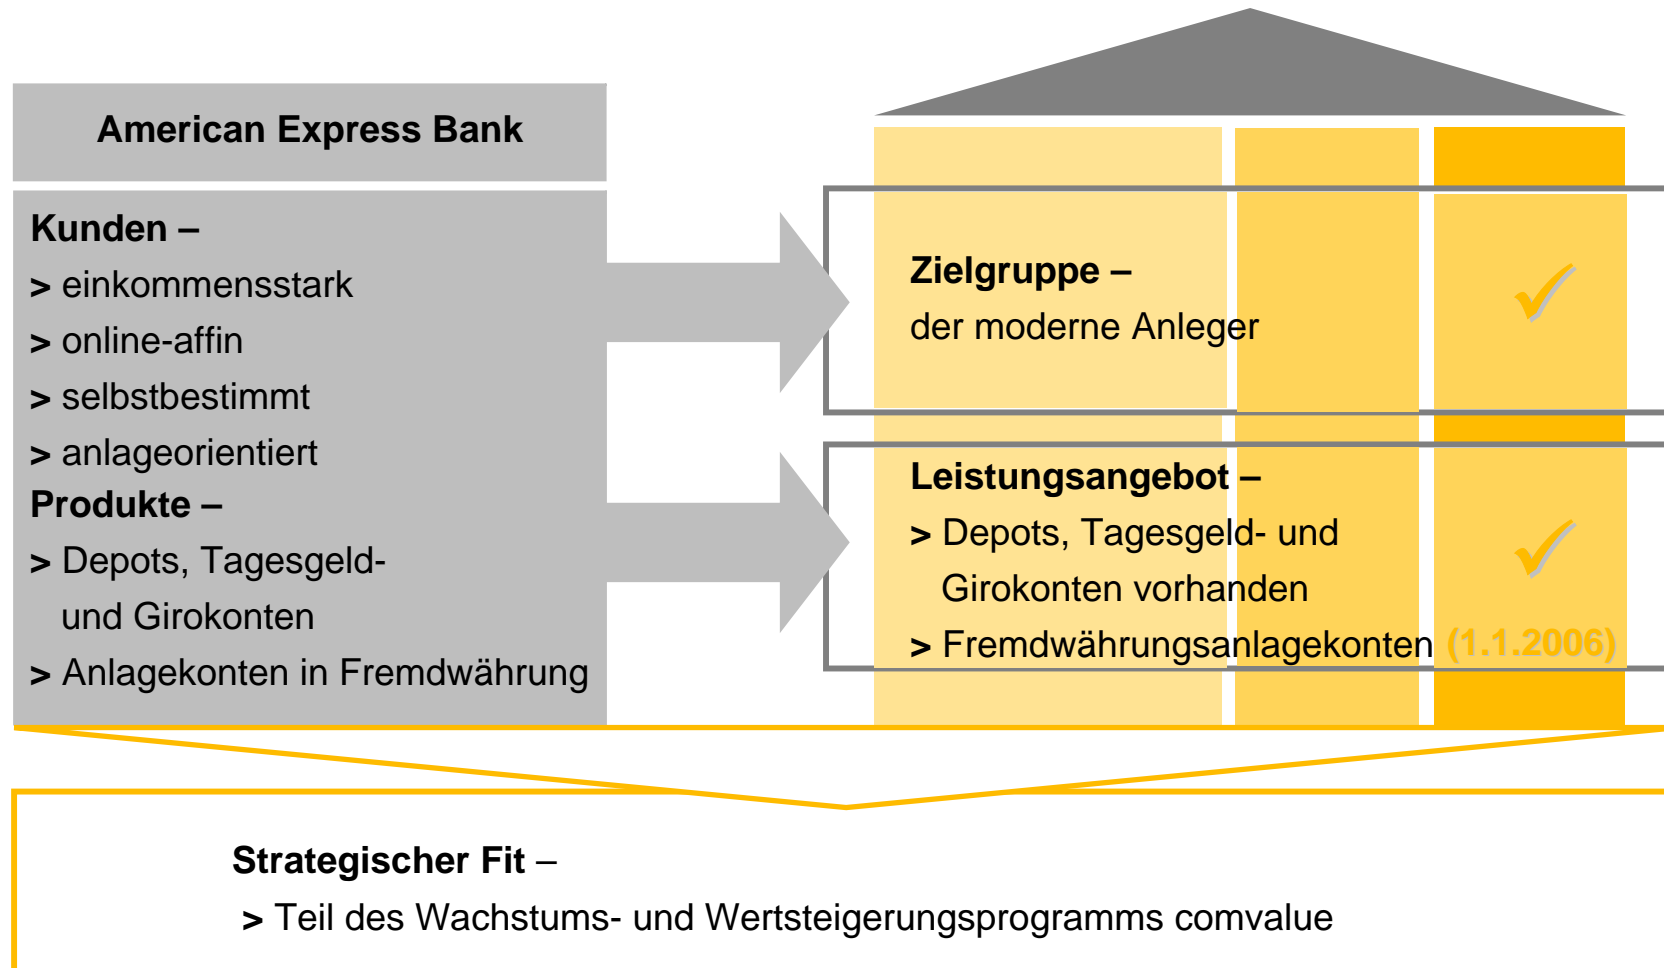 American Express Bank
Kunden –
> einkommensstark
> online-affin
> selbstbestimmt
> anlageorientiert
Produkte –
> Depots, Tagesgeld-
und Girokonten
> Anlagekonten in Fremdwährung
Zielgruppe –
der moderne Anleger
Leistungsangebot –
> Depots, Tagesgeld- und
Girokonten vorhanden
> Fremdwährungsanlagekonten (1.1.2006)
Strategischer Fit –
> Teil des Wachstums- und Wertsteigerungsprogramms comvalue